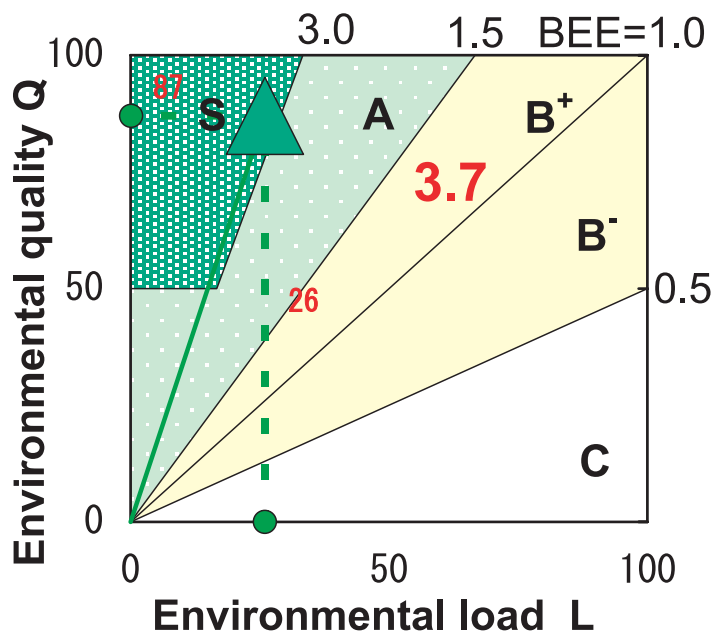 3.0 1.5 BEE=1.0
100
87
S
A
B+
3.7
B-
50
26
0.5
C
0
0 50 100
Environmental load L
Environmental quality Q